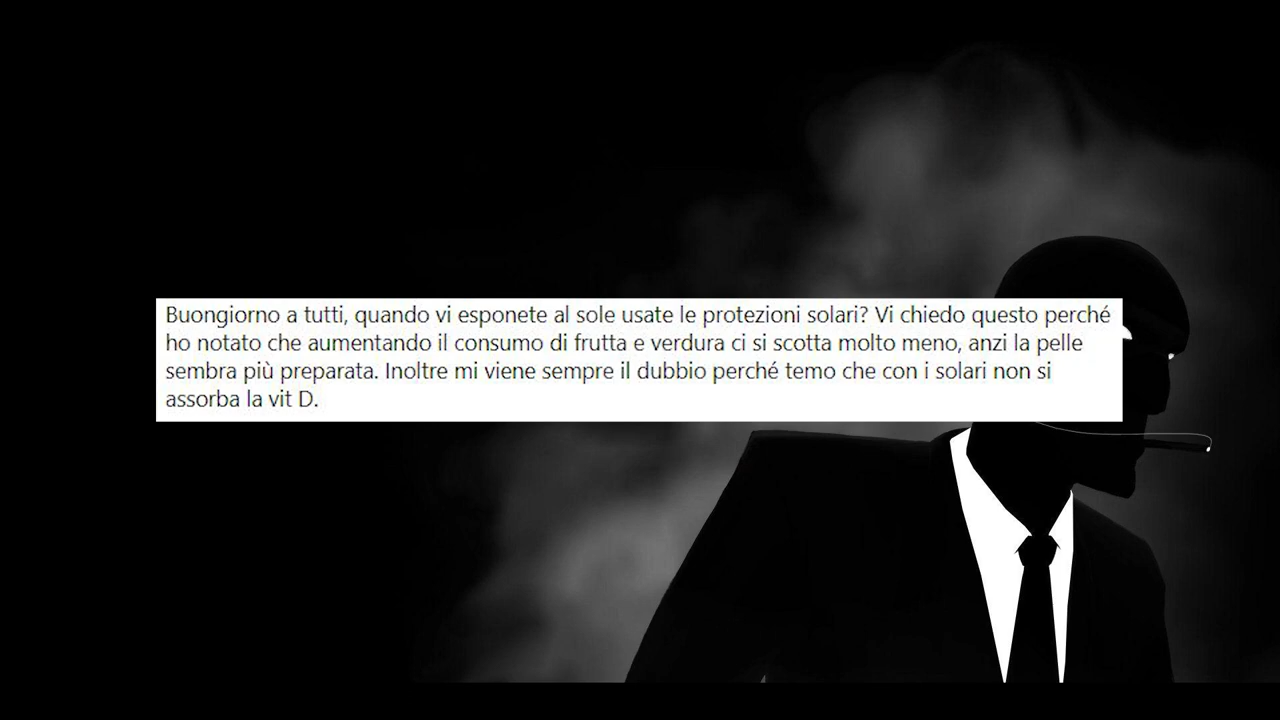 Buongiorno a tutti, quando vi esponete al sole usate le protezioni solari? Vi chiedo questo perché
ho notato che aumentando il consumo di frutta e verdura ci si scotta molto meno, anzi la pelle
sembra più preparata. Inoltre mi viene sempre il dubbio perché temo che con i solari non si
assorba la vit D.